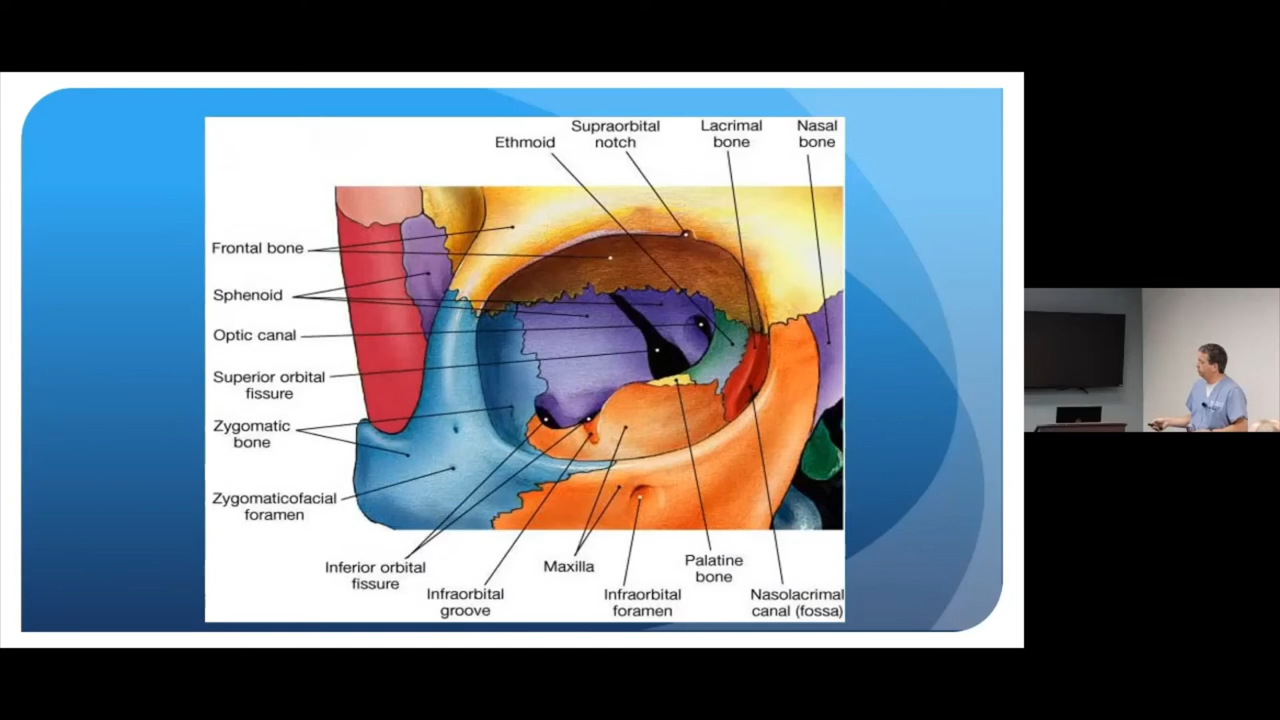 Supraorbital
notch
Lacrimal
bone
Nasal
bone
Ethmoid
Frontal bone
Sphenoid
Optic canal
Superior orbital
fissure
Zygomatic
bone
Zygomaticofacial
foramen
Inferior orbital
fissure
Infraorbital
groove
Maxilla
Infraorbital
foramen
Palatine
bone
Nasolacrimal
canal (fossa)